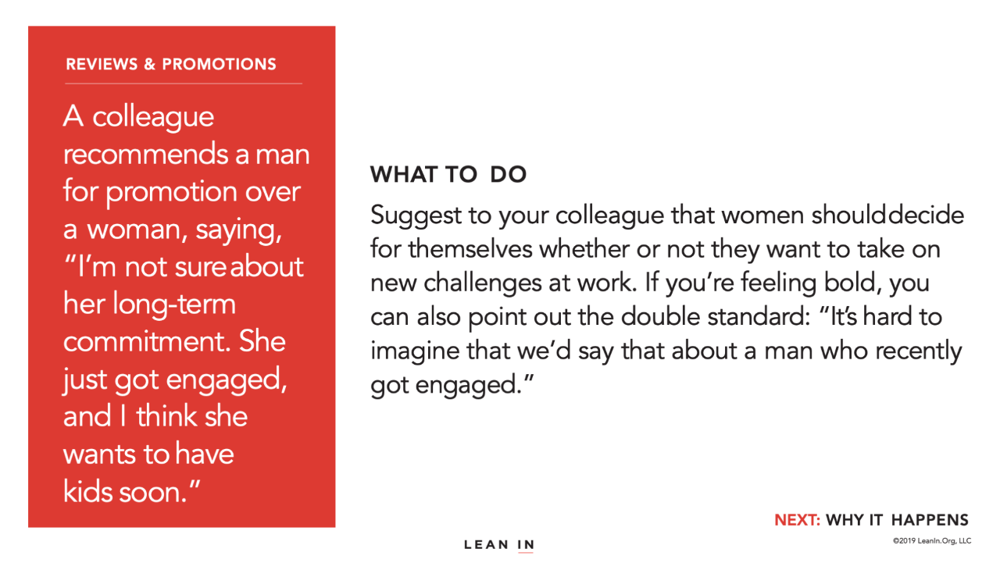 REVIEWS & PROMOTIONS
A colleague
recommends a man
for promotion over
a woman, saying,
“I’m not sure about
her long-term
commitment. She
just got engaged,
and I think she
wants to have
kids soon.”
WHAT TO DO
Suggest to your colleague that women should decide
for themselves whether or not they want to take on
new challenges at work. If you’re feeling bold, you
can also point out the double standard: “It’s hard to
imagine that we’d say that about a man who recently
got engaged.”
NEXT: WHY IT HAPPENS
©2019 LeanIn.Org, LLC
LEAN IN